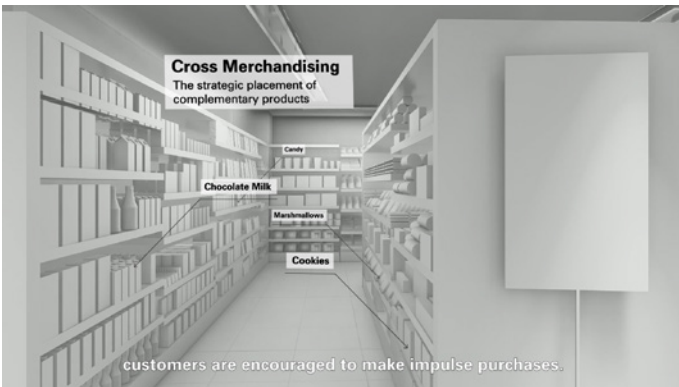 Cross Merchandising
The strategic placement of
complementary products
Candy
Chocolate Milk
Marshmallows
Cookies
customers are encouraged to make impulse purchases.